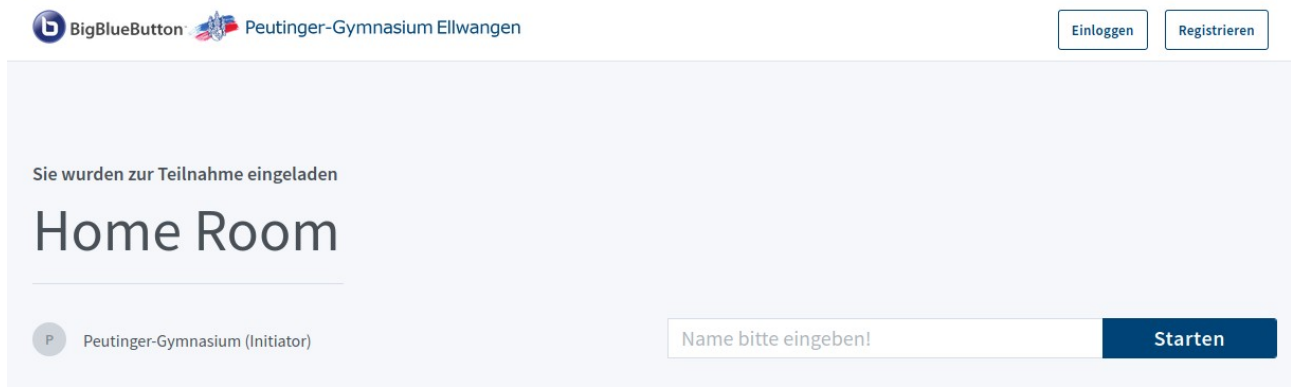 BigBlueButton Peutinger-Gymnasium Ellwangen Einloggen Registrieren
Sie wurden zur Teilnahme eingeladen
Home Room
P Peutinger-Gymnasium (Initiator) Name bitte eingeben! Starten